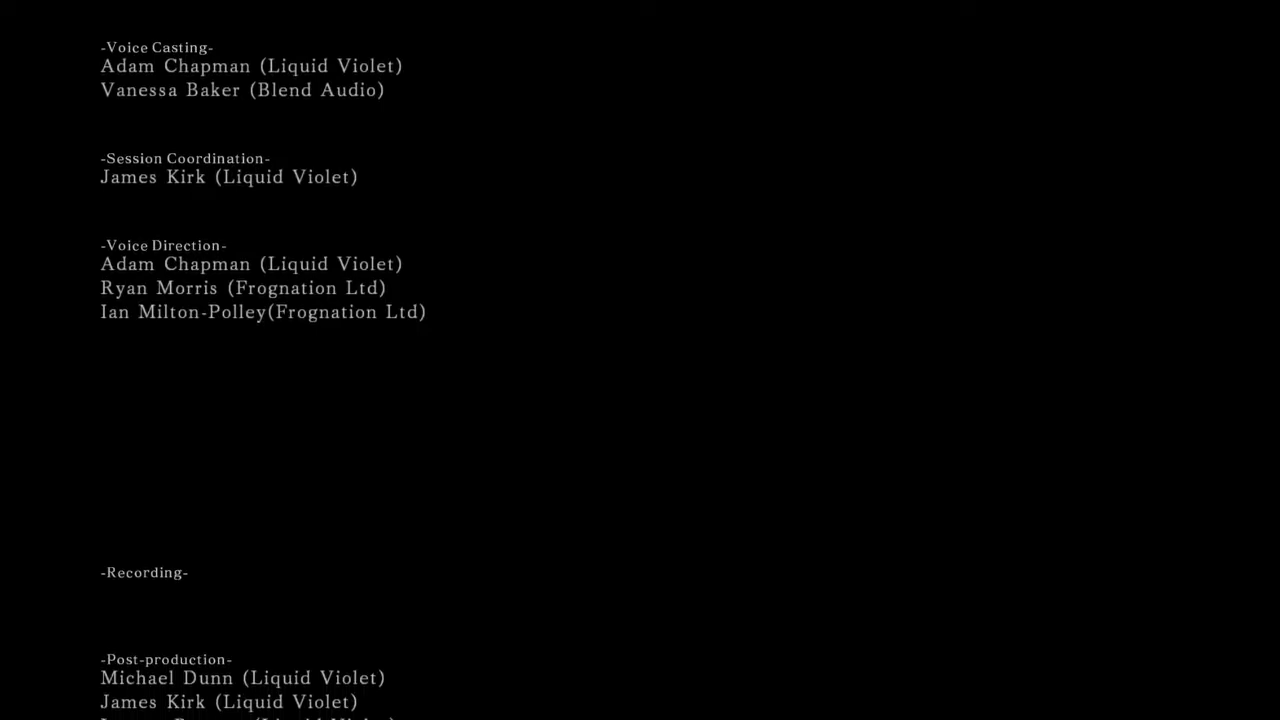 -Voice Casting-
Adam Chapman (Liquid Violet)
Vanessa Baker (Blend Audio)
-Session Coordination-
James Kirk (Liquid Violet)
-Voice Direction-
Adam Chapman (Liquid Violet)
Ryan Morris (Frognation Ltd)
Ian Milton-Polley(Frognation Ltd)
-Recording-
-Post-production-
Michael Dunn (Liquid Violet)
James Kirk (Liquid Violet)
(Liquid Violet)